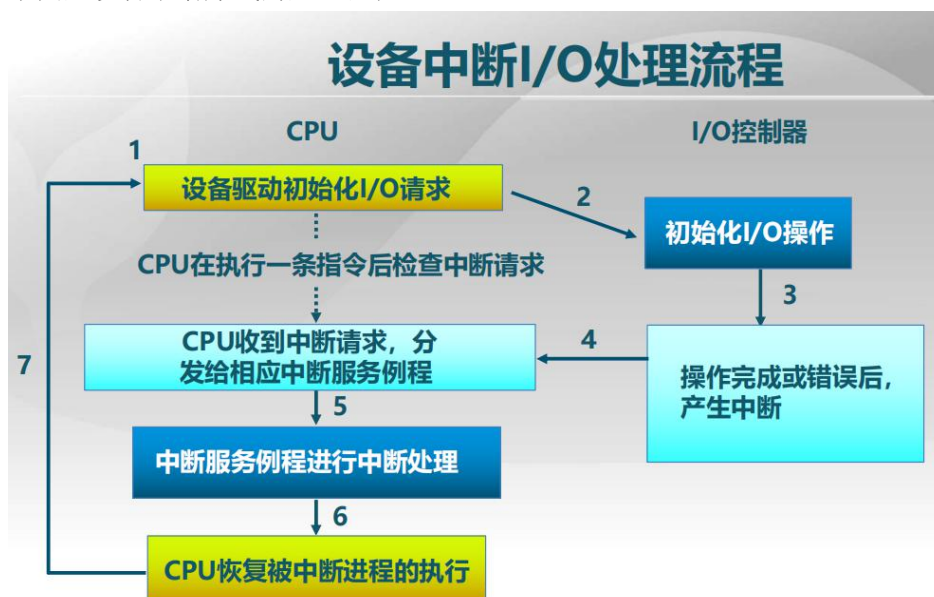 设备中断I/O处理流程
CPU
I/O控制器
1
设备驱动初始化I/O请求
2
初始化I/O操作
CPU在执行一条指令后检查中断请求
3
CPU收到中断请求，分
发给相应中断服务例程
4
操作完成或错误后，
产生中断
7
5
中断服务例程进行中断处理
6
CPU恢复被中断进程的执行